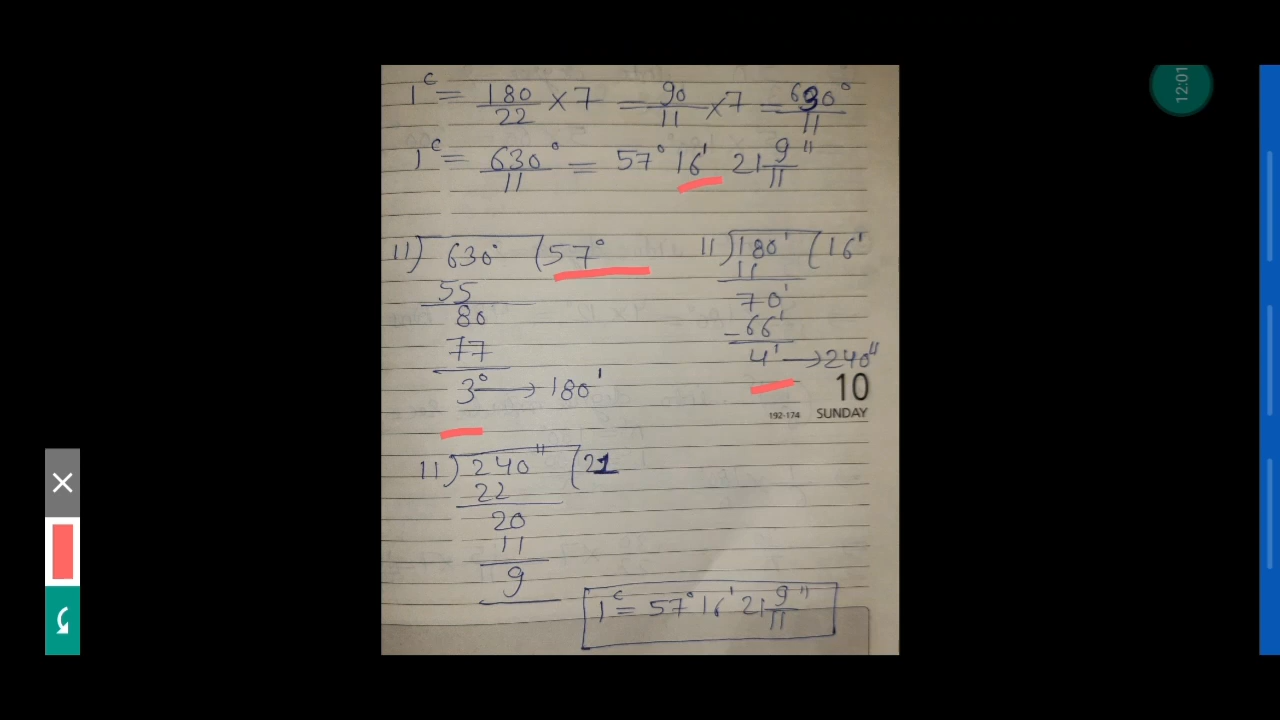 12:01
1ᶜ = 180/22 × 7 = 90/11 × 7 = 630°/11
1ᶜ = 630°/11 = 57° 16' 21 9/11"
11) 630° (57°
55
80
77
3° → 180'
11) 180' (16'
11
70'
-66'
4' → 240"
10
192-174 SUNDAY
11) 240" (21
22
20
11
9
1ᶜ = 57° 16' 21 9/11"